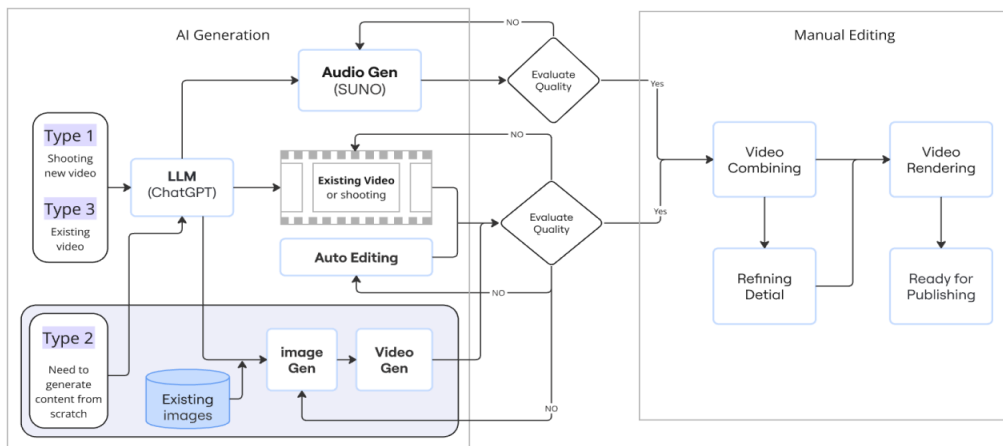 AI Generation
Manual Editing
NO
Audio Gen
(SUNO)
Evaluate
Quality
Yes
Type 1
Shooting
new video
Type 3
Existing
video
LLM
(ChatGPT)
NO
Existing Video
or shooting
Auto Editing
Evaluate
Quality
Yes
NO
Video
Combining
Video
Rendering
Refining
Detial
Ready for
Publishing
Type 2
Need to
generate
content from
scratch
Existing
images
image
Gen
Video
Gen
NO